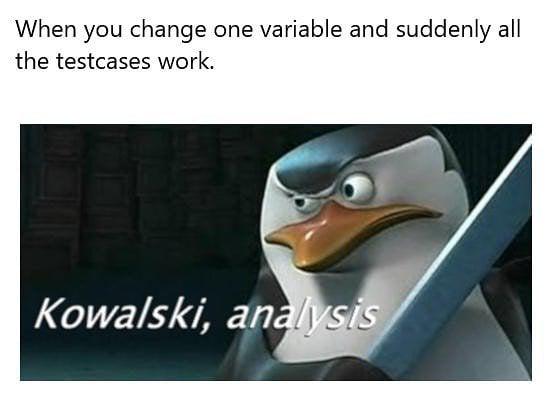 When you change one variable and suddenly all
the testcases work.
Kowalski, analysis